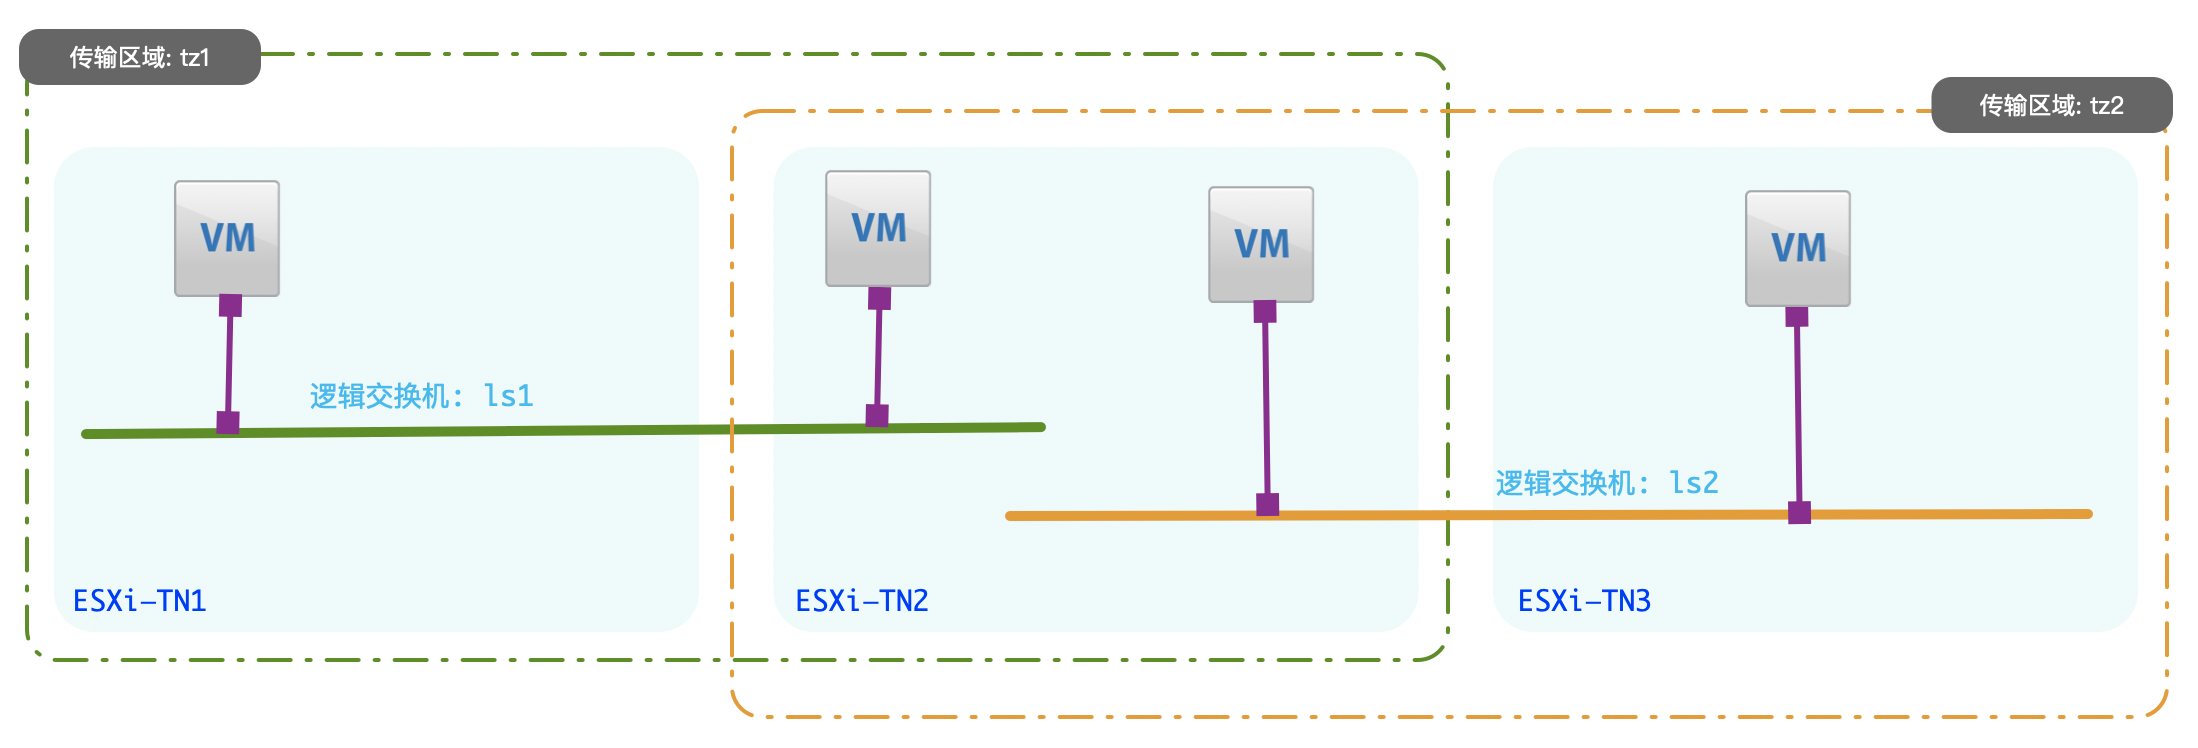 传输区域: tz1
传输区域: tz2
VM
VM
VM
VM
逻辑交换机: ls1
逻辑交换机: ls2
ESXi-TN1
ESXi-TN2
ESXi-TN3